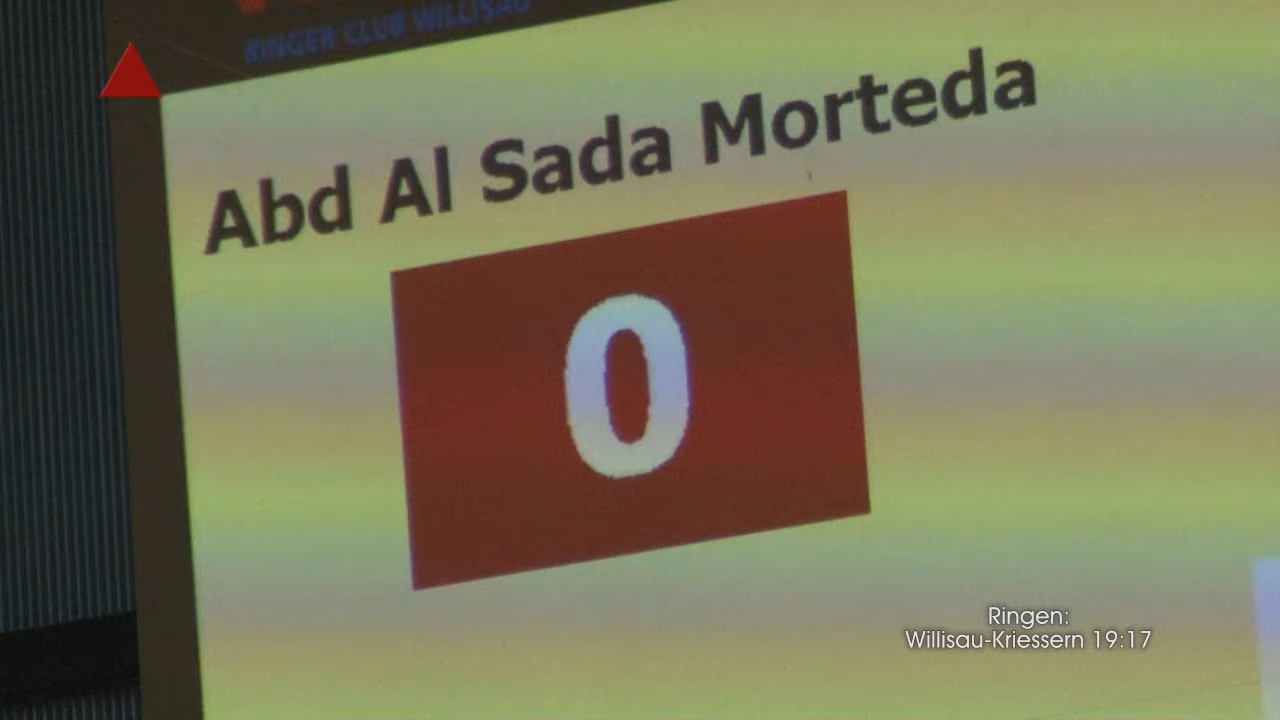 RINGER CLUB WILLISAU
Abd Al Sada Morteda
0
Ringen:
Willisau-Kriessern 19:17